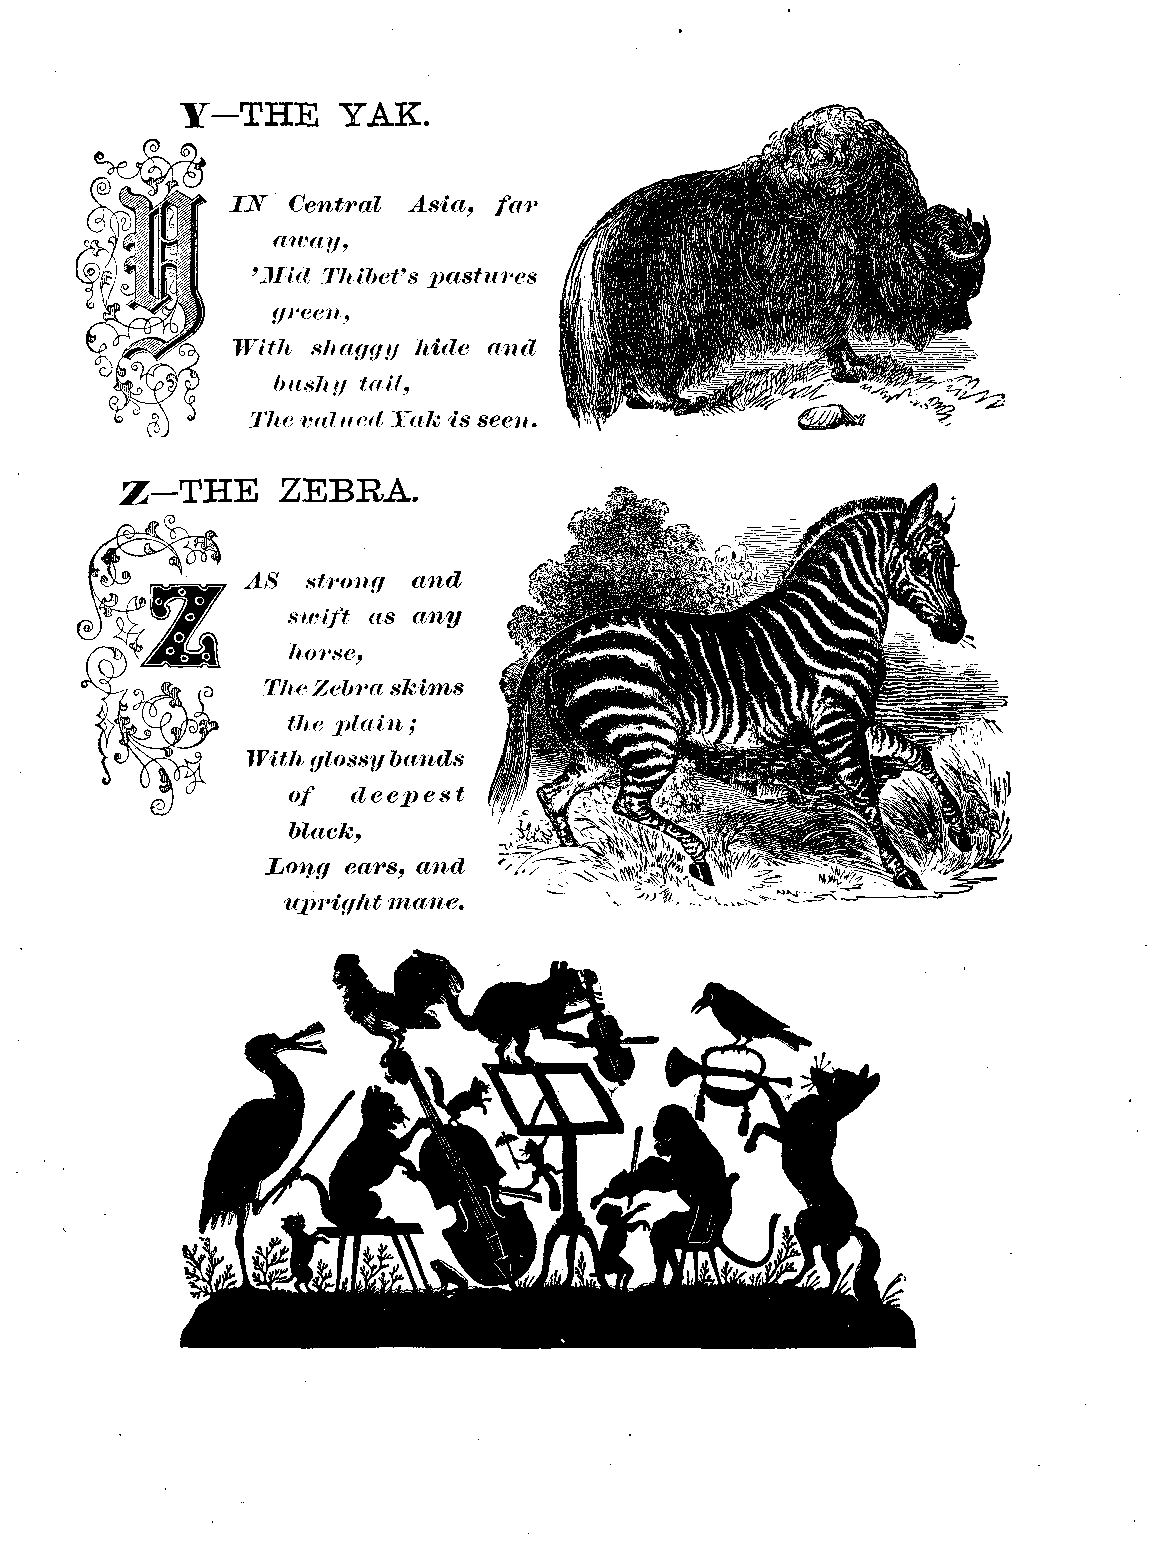 Y—THE YAK.
Y
IN Central Asia, far
away,
'Mid Thibet's pastures
green,
With shaggy hide and
bushy tail,
The valued Yak is seen.
Z—THE ZEBRA.
Z
AS strong and
swift as any
horse,
The Zebra skims
the plain;
With glossy bands
of deepest
black,
Long ears, and
upright mane.